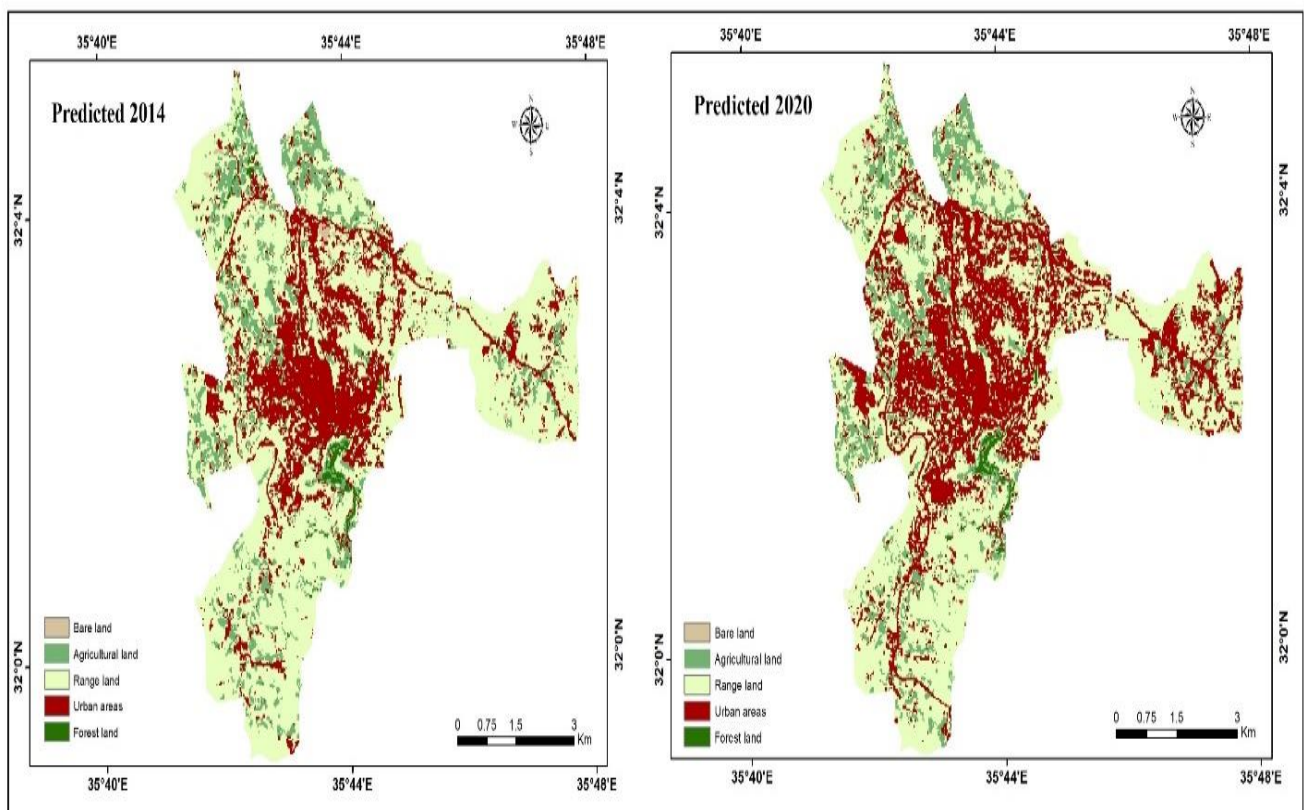 35°40'E 35°44'E 35°48'E
Predicted 2014
N
W E
S
32°4'N
32°4'N
Bare land
Agricultural land
Range land
Urban areas
Forest land
32°0'N
32°0'N
0 0.75 1.5 3
Km
35°40'E 35°44'E 35°48'E
35°40'E 35°44'E 35°48'E
Predicted 2020
32°4'N
32°4'N
Bare land
Agricultural land
Range land
Urban areas
Forest land
32°0'N
32°0'N
0 0.75 1.5 3
Km
35°40'E 35°44'E 35°48'E